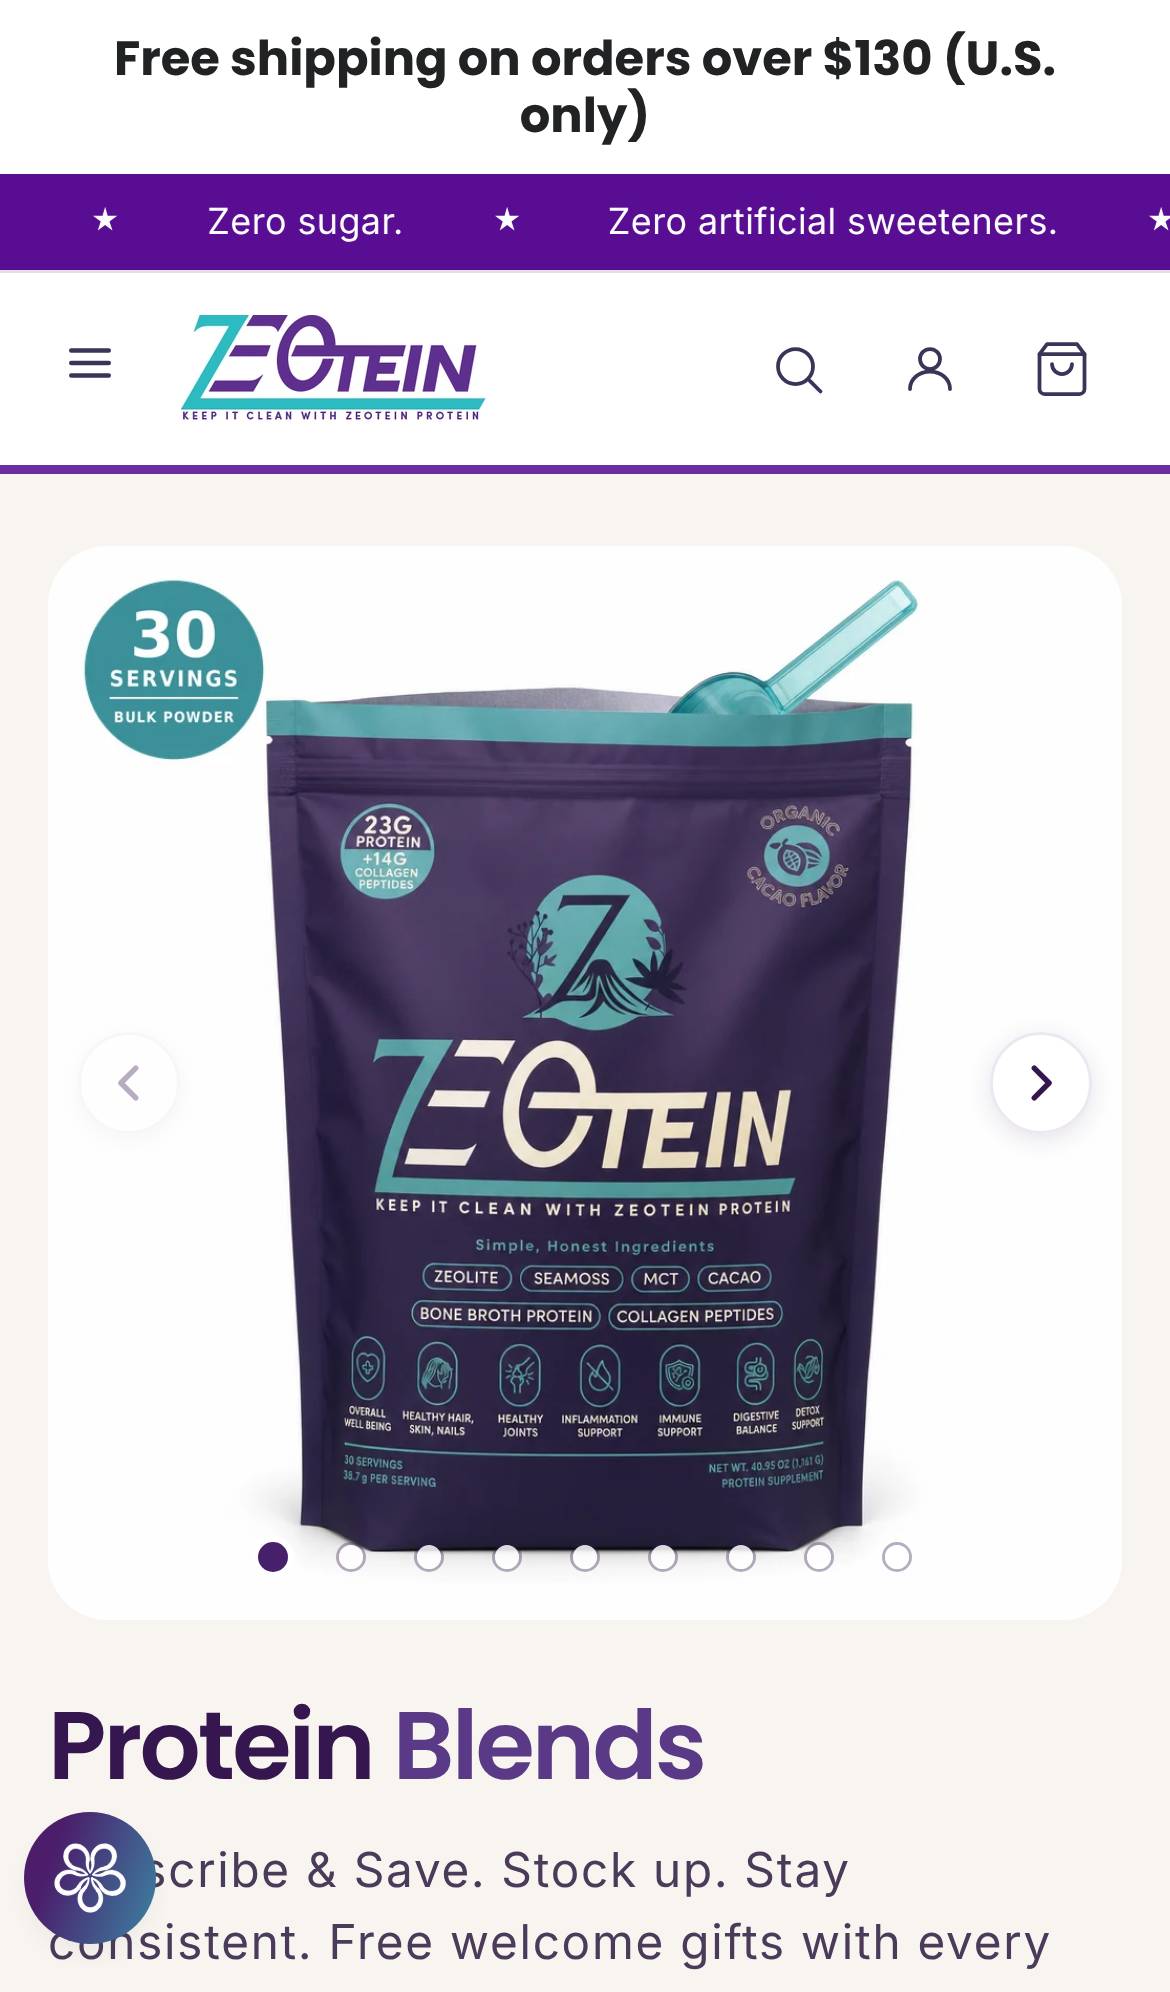 Free shipping on orders over $130 (U.S.
only)
★ Zero sugar. ★ Zero artificial sweeteners. ★
ZEOTEIN
KEEP IT CLEAN WITH ZEOTEIN PROTEIN
30
SERVINGS
BULK POWDER
23G
PROTEIN
+14G
COLLAGEN
PEPTIDES
ORGANIC
CACAO FLAVOR
Z
ZEOTEIN
KEEP IT CLEAN WITH ZEOTEIN PROTEIN
Simple, Honest Ingredients
ZEOLITE SEAMOSS MCT CACAO
BONE BROTH PROTEIN COLLAGEN PEPTIDES
OVERALL
WELL BEING
HEALTHY HAIR,
SKIN, NAILS
HEALTHY
JOINTS
INFLAMMATION
SUPPORT
IMMUNE
SUPPORT
DIGESTIVE
BALANCE
DETOX
SUPPORT
30 SERVINGS
38.7 g PER SERVING
NET WT. 40.95 OZ (1,161 G)
PROTEIN SUPPLEMENT
Protein Blends
scribe & Save. Stock up. Stay
consistent. Free welcome gifts with every